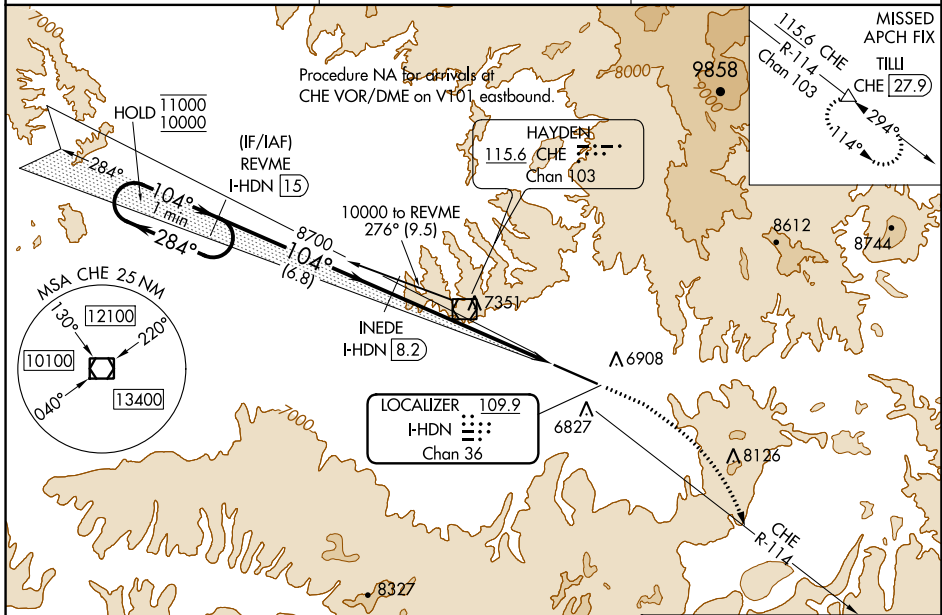 7000
Procedure NA for arrivals at
CHE VOR/DME on V101 eastbound.
8000
9858
9000
115.6 CHE
R-114
Chan 103
MISSED
APCH FIX
TILLI
CHE 27.9
294°
114°
HOLD
11000
10000
(IF/IAF)
REVME
I-HDN 15
HAYDEN
115.6 CHE
Chan 103
284°
104°
1 min
284°
8700
104°
(6.8)
10000 to REVME
276° (9.5)
8612
8744
7351
MSA CHE 25 NM
130°
12100
220°
10100
040°
13400
INEDE
I-HDN 8.2
6908
LOCALIZER 109.9
I-HDN
Chan 36
6827
7000
8126
CHE
R-114
8327